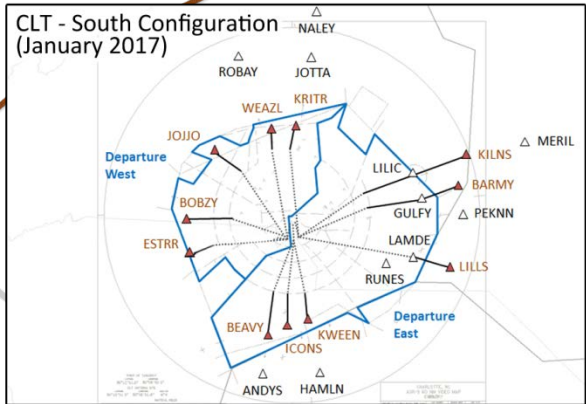 CLT - South Configuration
(January 2017)
NALEY
ROBAY
JOTTA
WEAZL
KRITR
JOJJO
KILNS
MERIL
Departure
West
LILIC
BARMY
BOBZY
GULFY
PEKNN
ESTRR
LAMDE
RUNES
LILLS
BEAVY
KWEEN
ICONS
Departure
East
ANDYS
HAMLN